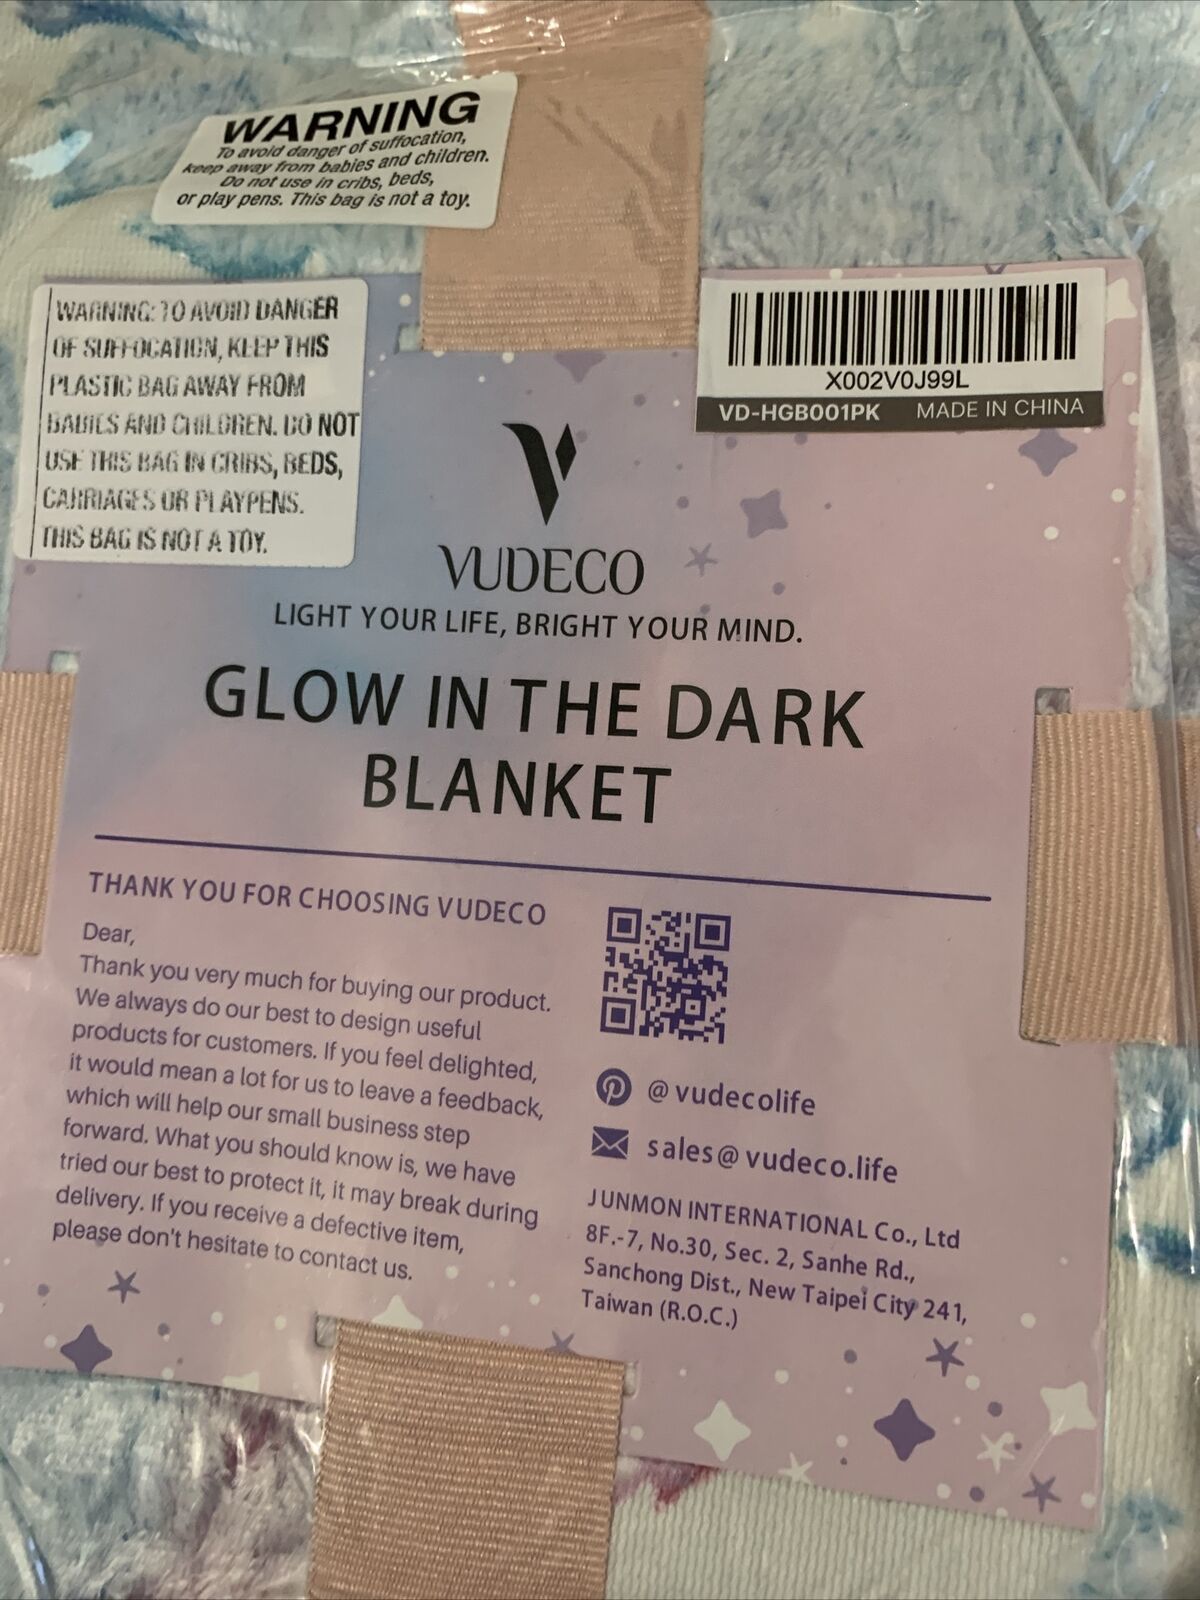 WARNING
To avoid danger of suffocation,
keep away from babies and children.
Do not use in cribs, beds,
or play pens. This bag is not a toy.
WARNING: TO AVOID DANGER
OF SUFFOCATION, KEEP THIS
PLASTIC BAG AWAY FROM
BABIES AND CHILDREN. DO NOT
USE THIS BAG IN CRIBS, BEDS,
CARRIAGES OR PLAYPENS.
THIS BAG IS NOT A TOY.
X002V0J99L
VD-HGB001PK MADE IN CHINA
VUDECO
LIGHT YOUR LIFE, BRIGHT YOUR MIND.
GLOW IN THE DARK
BLANKET
THANK YOU FOR CHOOSING VUDECO
Dear,
Thank you very much for buying our product.
We always do our best to design useful
products for customers. If you feel delighted,
it would mean a lot for us to leave a feedback,
which will help our small business step
forward. What you should know is, we have
tried our best to protect it, it may break during
delivery. If you receive a defective item,
please don't hesitate to contact us.
@vudecolife
sales@vudeco.life
JUNMON INTERNATIONAL Co., Ltd
8F.-7, No.30, Sec. 2, Sanhe Rd.,
Sanchong Dist., New Taipei City 241,
Taiwan (R.O.C.)